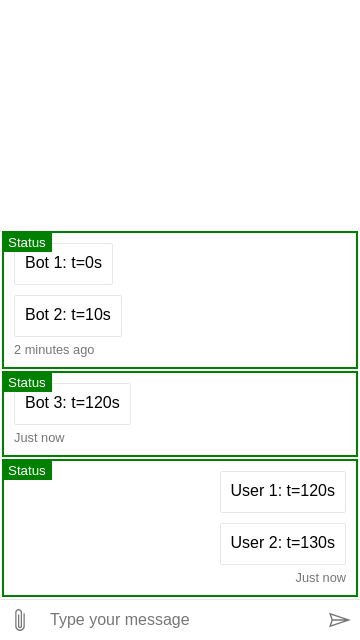 Status
Bot 1: t=0s
Bot 2: t=10s
2 minutes ago
Status
Bot 3: t=120s
Just now
Status
User 1: t=120s
User 2: t=130s
Just now
Type your message